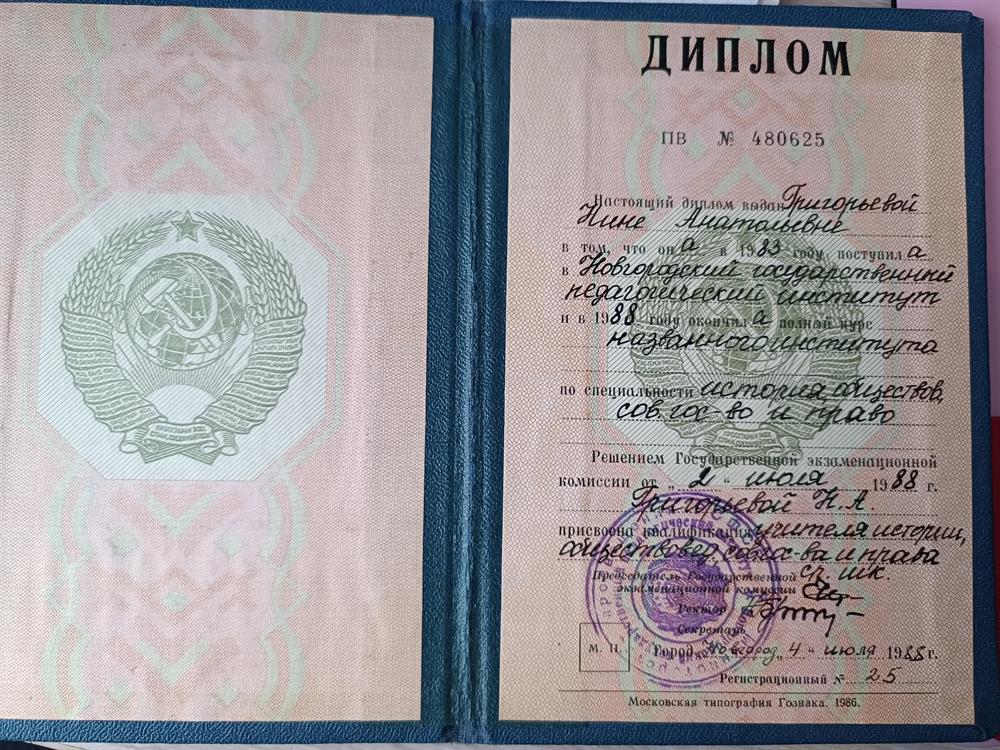 ДИПЛОМ
ПВ № 480625
Настоящий диплом выдан Григорьевой
Нине Анатольевне
в том, что она в 1983 году поступила
в Новгородский государственный
педагогический институт
и в 1988 году окончила полный курс
названного института
по специальности история, обществов.,
сов. гос-во и право
Решением Государственной экзаменационной
комиссии от „2“ июля 1988 г.
Григорьевой Н.А.
присвоена квалификация учителя истории,
обществовед., сов. гос-ва и права
ср. шк.
Председатель Государственной
экзаменационной комиссии
Ректор
Секретарь
М. П. Город Новгород „4“ июля 1988 г.
Регистрационный № 25
Московская типография Гознака. 1986.